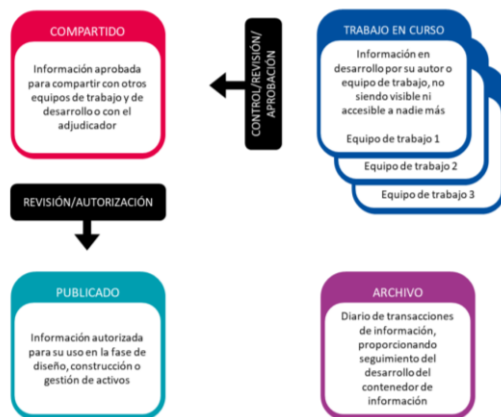 COMPARTIDO
Información aprobada
para compartir con otros
equipos de trabajo y de
desarrollo o con el
adjudicador
CONTROL/REVISIÓN/
APROBACIÓN
TRABAJO EN CURSO
Información en
desarrollo por su autor o
equipo de trabajo, no
siendo visible ni
accesible a nadie más
Equipo de trabajo 1
Equipo de trabajo 2
Equipo de trabajo 3
REVISIÓN/AUTORIZACIÓN
PUBLICADO
Información autorizada
para su uso en la fase de
diseño, construcción o
gestión de activos
ARCHIVO
Diario de transacciones
de información,
proporcionando
seguimiento del
desarrollo del
contenedor de
información